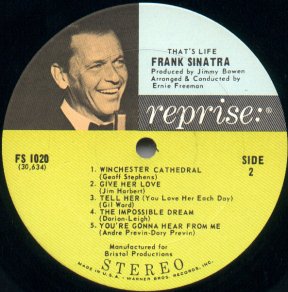 THAT'S LIFE
FRANK SINATRA
Produced by Jimmy Bowen
Arranged & Conducted by
Ernie Freeman
reprise:®
FS 1020
(30,634)
SIDE
2
1. WINCHESTER CATHEDRAL
(Geoff Stephens)
2. GIVE HER LOVE
(Jim Harbert)
3. TELL HER (You Love Her Each Day)
(Gil Ward)
4. THE IMPOSSIBLE DREAM
(Darion-Leigh)
5. YOU'RE GONNA HEAR FROM ME
(Andre Previn-Dory Previn)
Manufactured for
Bristol Productions
STEREO
MADE IN U.S.A. - WARNER BROS. RECORDS, INC.